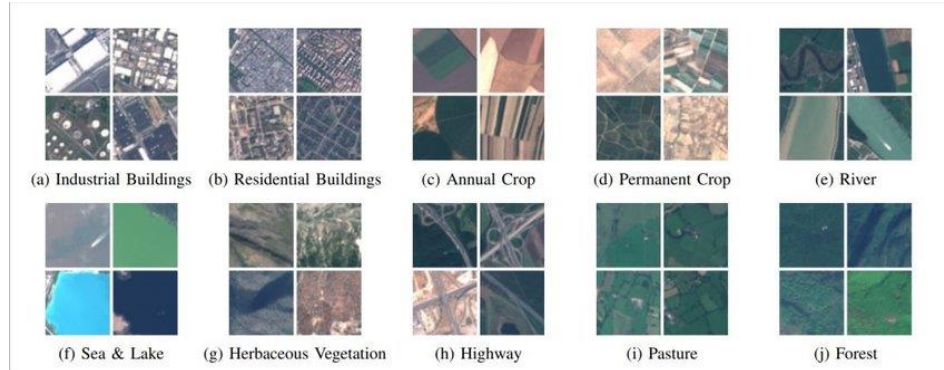 (a) Industrial Buildings
(b) Residential Buildings
(c) Annual Crop
(d) Permanent Crop
(e) River
(f) Sea & Lake
(g) Herbaceous Vegetation
(h) Highway
(i) Pasture
(j) Forest